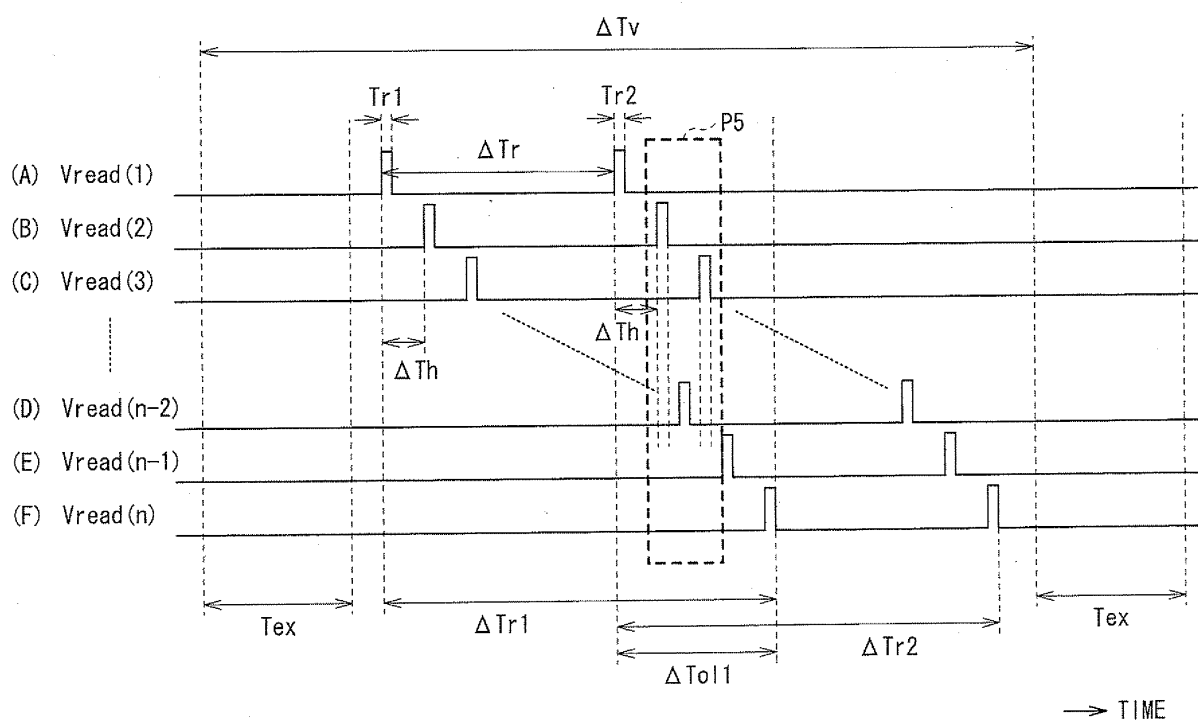 ΔTv
Tr1
Tr2
P5
ΔTr
(A) Vread(1)
(B) Vread(2)
(C) Vread(3)
ΔTh
ΔTh
(D) Vread(n-2)
(E) Vread(n-1)
(F) Vread(n)
Tex
ΔTr1
Tex
ΔTr2
ΔTol1
TIME